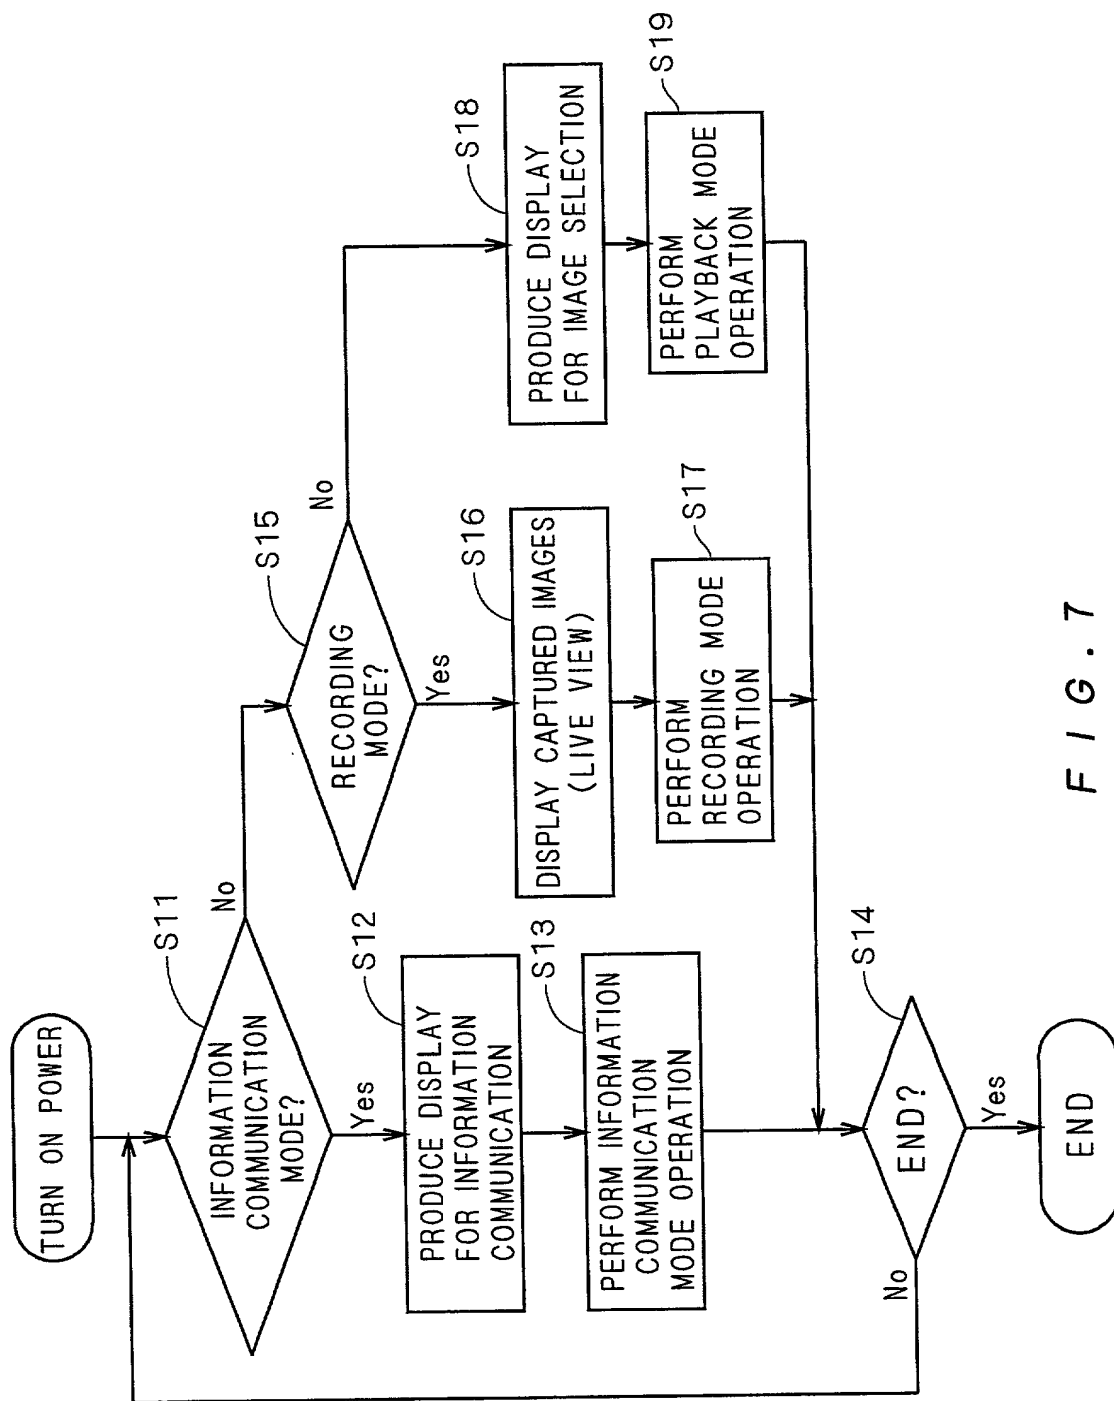 TURN ON POWER
S11
INFORMATION
COMMUNICATION
MODE?
No
Yes
S12
PRODUCE DISPLAY
FOR INFORMATION
COMMUNICATION
S13
PERFORM INFORMATION
COMMUNICATION
MODE OPERATION
S15
RECORDING
MODE?
No
Yes
S16
DISPLAY CAPTURED IMAGES
(LIVE VIEW)
S17
PERFORM
RECORDING MODE
OPERATION
S18
PRODUCE DISPLAY
FOR IMAGE SELECTION
S19
PERFORM
PLAYBACK MODE
OPERATION
S14
END?
No
Yes
END
FIG.7